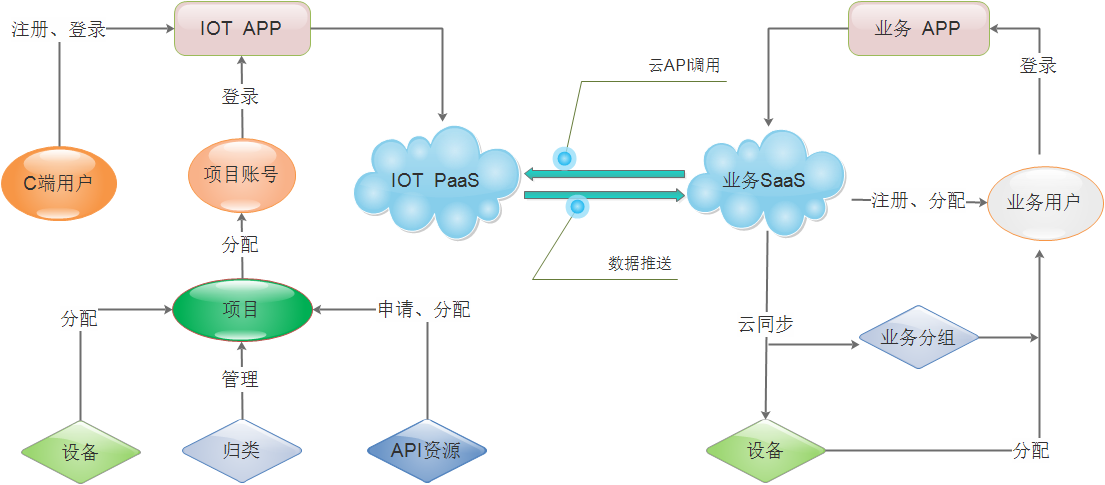 注册、登录
IOT APP
业务 APP
云API调用
登录
登录
C端用户
项目账号
IOT PaaS
业务SaaS
注册、分配
业务用户
分配
数据推送
分配
项目
申请、分配
云同步
业务分组
管理
设备
归类
API资源
设备
分配